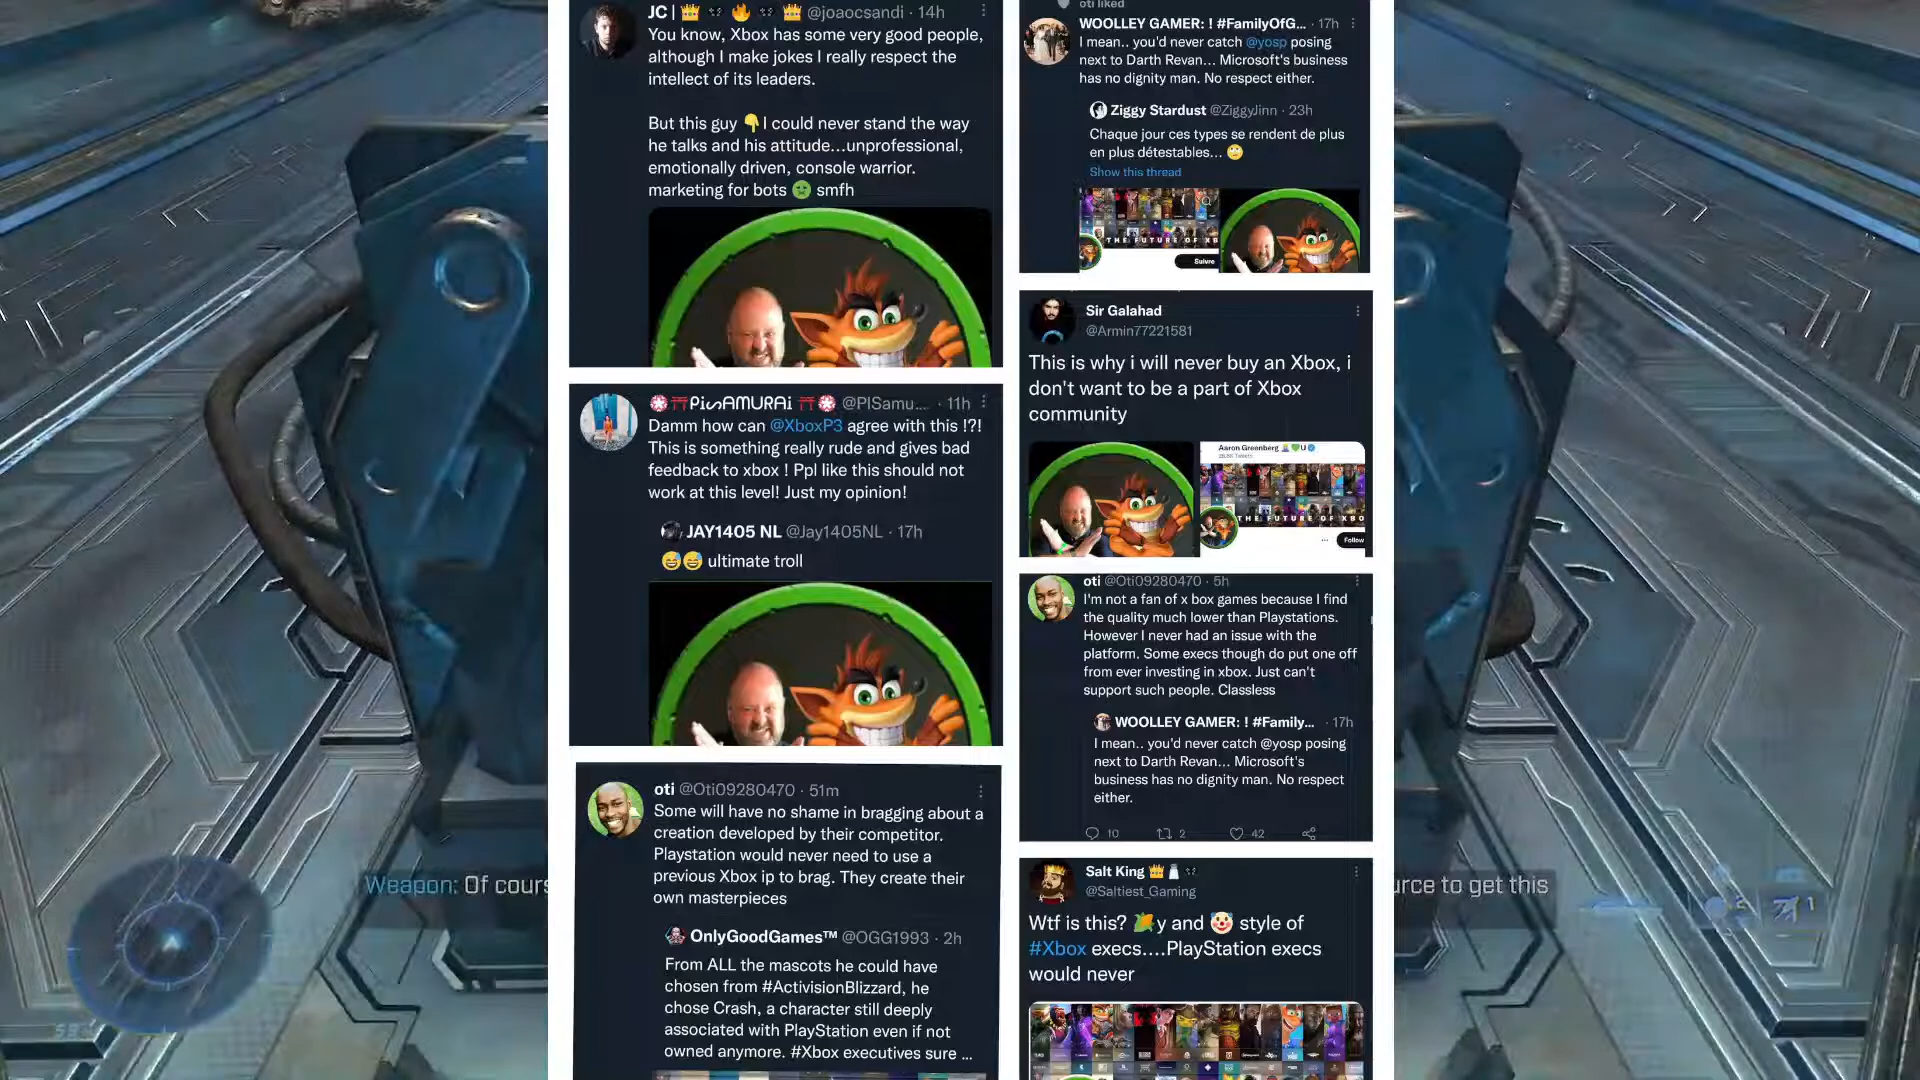 JC | 👑 👀 🔥 👀 👑 @joaocsandi · 14h
You know, Xbox has some very good people,
although I make jokes I really respect the
intellect of its leaders.
But this guy 👇 I could never stand the way
he talks and his attitude...unprofessional,
emotionally driven, console warrior.
marketing for bots 🤢 smfh
@PISamu... · 11h
Damm how can @XboxP3 agree with this !?!
This is something really rude and gives bad
feedback to xbox ! Ppl like this should not
work at this level! Just my opinion!
JAY1405 NL @Jay1405NL · 17h
😅😅 ultimate troll
oti @Oti09280470 · 51m
Some will have no shame in bragging about a
creation developed by their competitor.
Playstation would never need to use a
previous Xbox ip to brag. They create their
own masterpieces
OnlyGoodGames™ @OGG1993 · 2h
From ALL the mascots he could have
chosen from #ActivisionBlizzard, he
chose Crash, a character still deeply
associated with PlayStation even if not
owned anymore. #Xbox executives sure ...
oti liked
WOOLLEY GAMER: ! #FamilyOfG... · 17h
I mean.. you'd never catch @yosp posing
next to Darth Revan... Microsoft's business
has no dignity man. No respect either.
Ziggy Stardust @ZiggyJinn · 23h
Chaque jour ces types se rendent de plus
en plus détestables... 🙄
Show this thread
THE FUTURE OF XB
Suivre
Sir Galahad
@Armin77221581
This is why i will never buy an Xbox, i
don't want to be a part of Xbox
community
Aaron Greenberg
THE FUTURE OF XBO
Follow
oti @Oti09280470 · 5h
I'm not a fan of x box games because I find
the quality much lower than Playstations.
However I never had an issue with the
platform. Some execs though do put one off
from ever investing in xbox. Just can't
support such people. Classless
WOOLLEY GAMER: ! #Family... · 17h
I mean.. you'd never catch @yosp posing
next to Darth Revan... Microsoft's
business has no dignity man. No respect
either.
10 2 42
Salt King 👑🧂👀
@Saltiest_Gaming
Wtf is this? 🌽y and 🤡 style of
#Xbox execs....PlayStation execs
would never
Weapon: Of cours
urce to get this